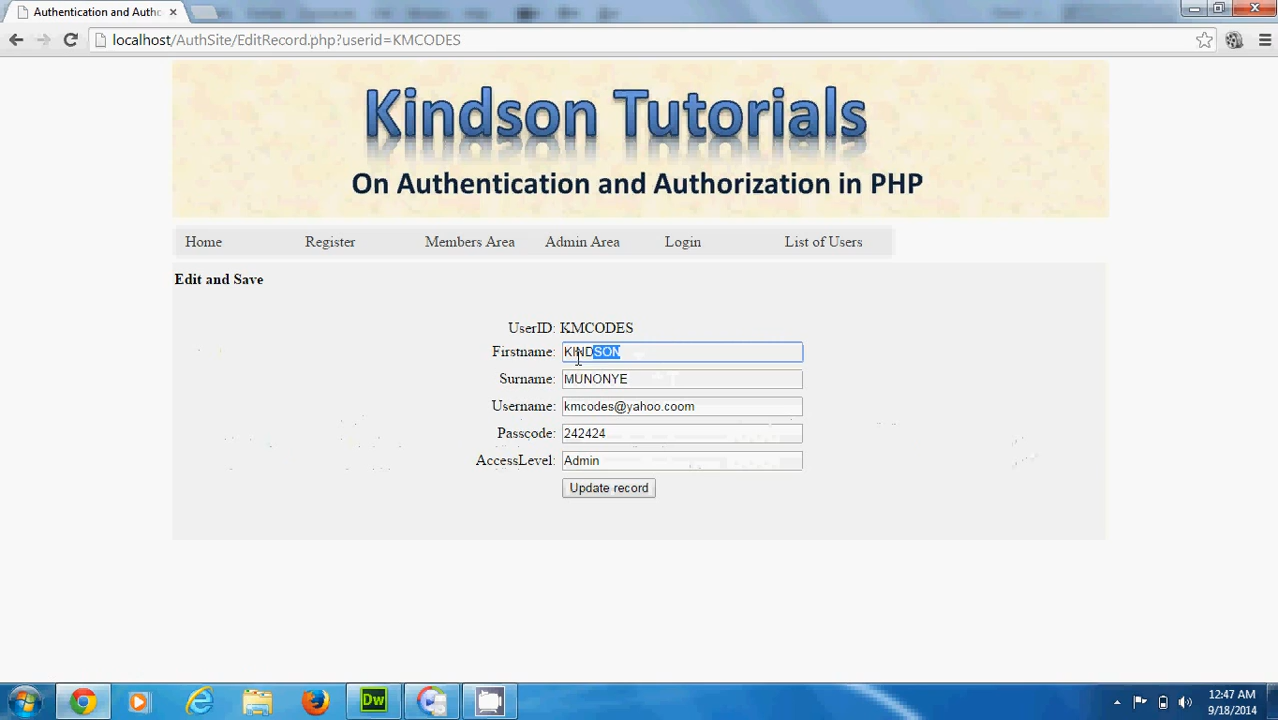 Authentication and Autho
localhost/AuthSite/EditRecord.php?userid=KMCODES
Kindson Tutorials
On Authentication and Authorization in PHP
Home Register Members Area Admin Area Login List of Users
Edit and Save
UserID: KMCODES
Firstname: KINDSON
Surname: MUNONYE
Username: kmcodes@yahoo.coom
Passcode: 242424
AccessLevel: Admin
Update record
Dw
12:47 AM
9/18/2014